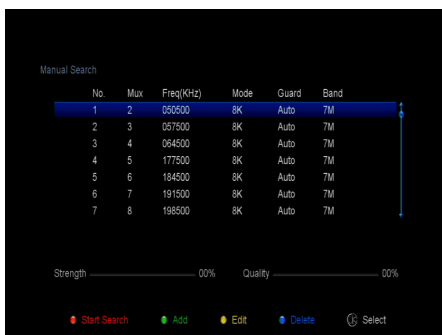 Manual Search
No. Mux Freq(KHz) Mode Guard Band
1 2 050500 8K Auto 7M
2 3 057500 8K Auto 7M
3 4 064500 8K Auto 7M
4 5 177500 8K Auto 7M
5 6 184500 8K Auto 7M
6 7 191500 8K Auto 7M
7 8 198500 8K Auto 7M
Strength 00% Quality 00%
Start Search Add Edit Delete Select